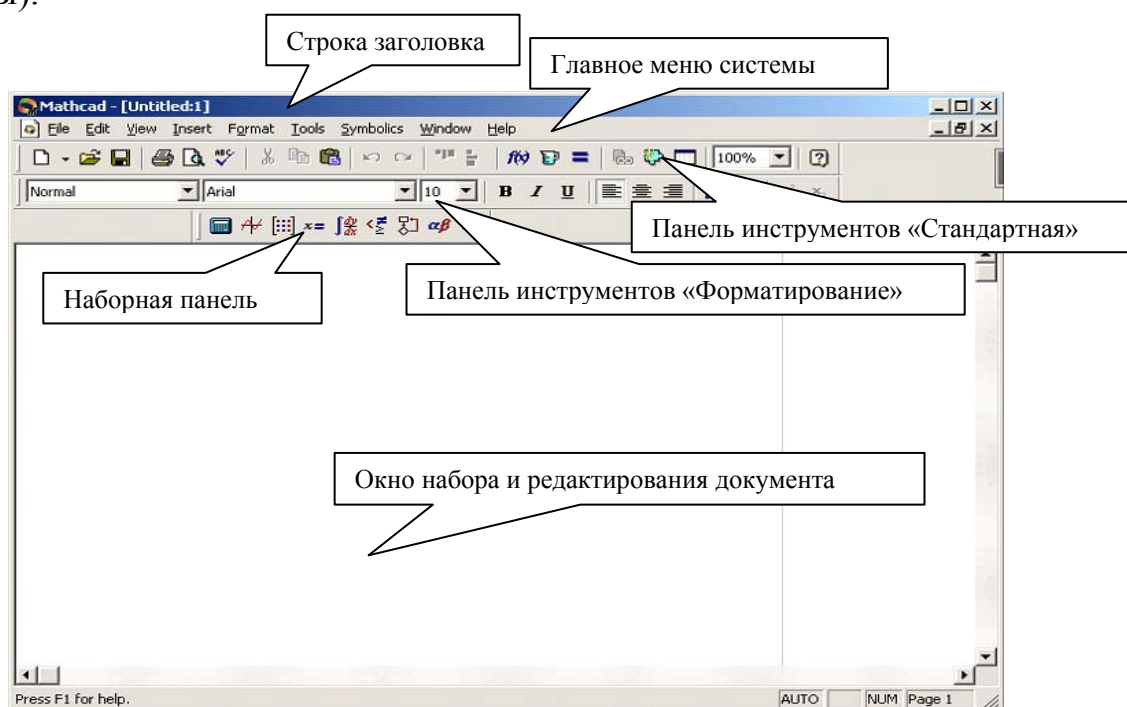 ы).
Строка заголовка
Главное меню системы
Mathcad - [Untitled:1]
File Edit View Insert Format Tools Symbolics Window Help
100%
Normal Arial 10 B I U
Панель инструментов «Стандартная»
x= αβ
Наборная панель
Панель инструментов «Форматирование»
Окно набора и редактирования документа
Press F1 for help. AUTO NUM Page 1